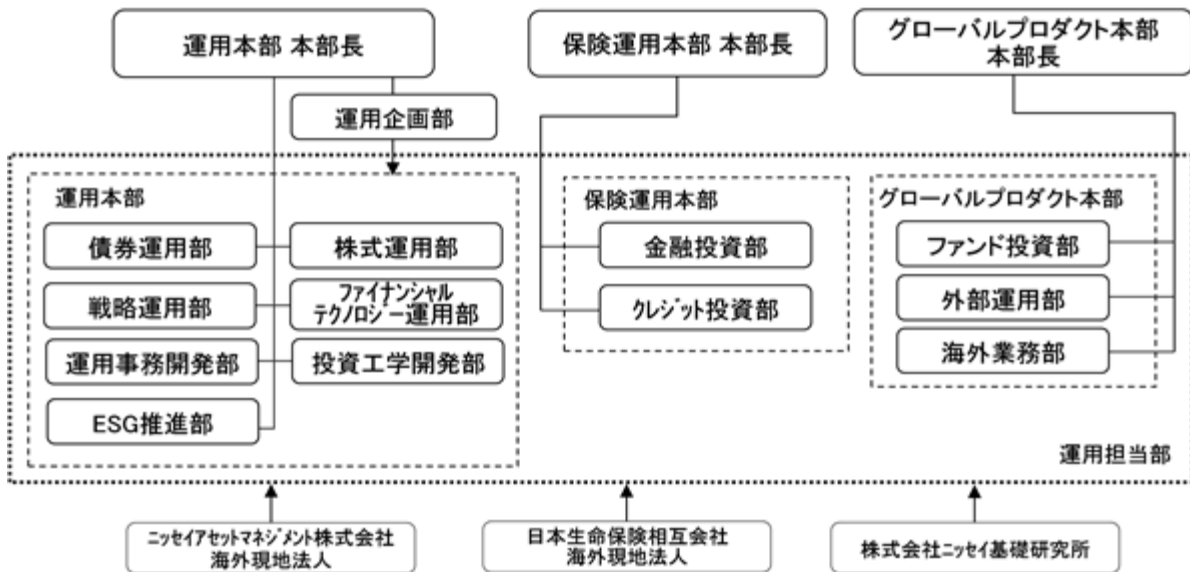 運用本部 本部長
保険運用本部 本部長
グローバルプロダクト本部
本部長
運用企画部
運用本部
債券運用部
株式運用部
戦略運用部
ファイナンシャル
テクノロジー運用部
運用事務開発部
投資工学開発部
ESG推進部
保険運用本部
金融投資部
クレジット投資部
グローバルプロダクト本部
ファンド投資部
外部運用部
海外業務部
運用担当部
ニッセイアセットマネジメント株式会社
海外現地法人
日本生命保険相互会社
海外現地法人
株式会社ニッセイ基礎研究所